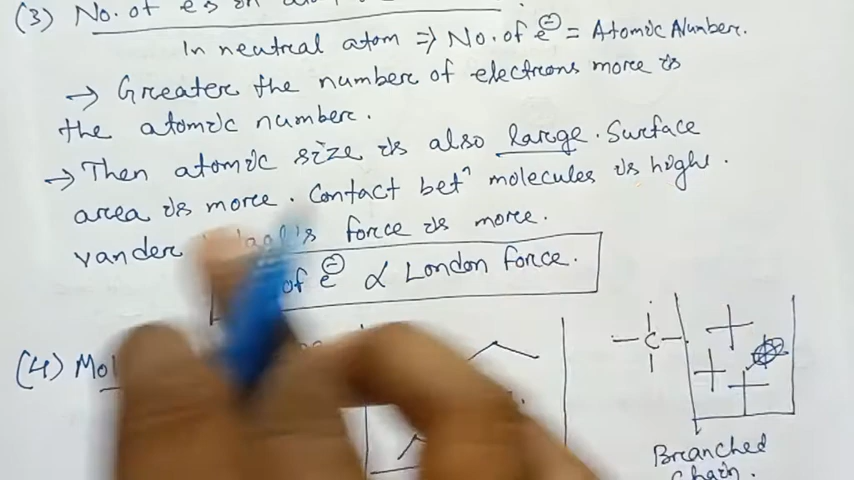 (3) No. of e
In neutral atom ⇒ No. of e⊖ = Atomic Number.
→ Greater the number of electrons more is
the atomic number.
→ Then atomic size is also large. Surface
area is more. Contact betⁿ molecules is high.
vander force is more.
of e⊖ ∝ London force.
(4) Mol
— C —
Branched
Chain.